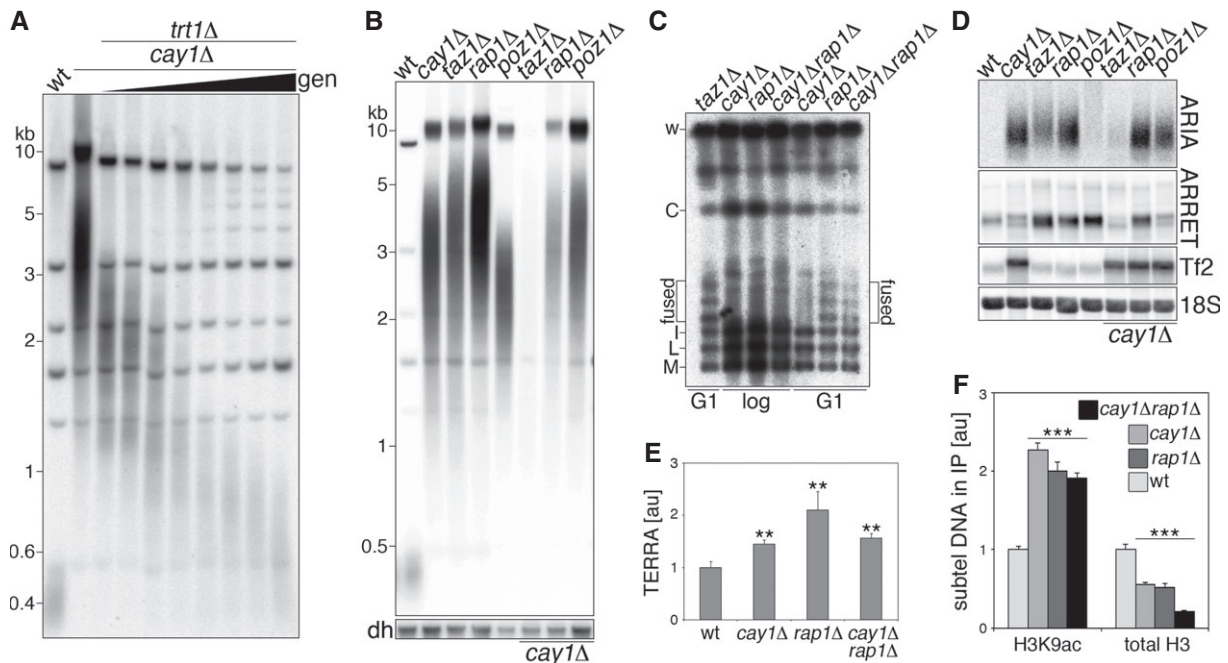 A
trt1Δ
cay1Δ
wt
gen
kb
10
5
3
2
1
0.6
0.4
B
wt
cay1Δ
taz1Δ
rap1Δ
poz1Δ
taz1Δ
rap1Δ
poz1Δ
kb
10
5
3
2
1
0.5
dh
cay1Δ
C
taz1Δ
cay1Δ
rap1Δ
cay1Δrap1Δ
cay1Δ
rap1Δ
cay1Δrap1Δ
w
C
fused
fused
I
L
M
G1
log
G1
D
wt
cay1Δ
taz1Δ
rap1Δ
poz1Δ
taz1Δ
rap1Δ
poz1Δ
ARIA
ARRET
Tf2
18S
cay1Δ
E
TERRA [au]
3
2
1
0
**
**
**
wt
cay1Δ
rap1Δ
cay1Δ
rap1Δ
F
subtel DNA in IP [au]
3
2
1
0
cay1Δrap1Δ
cay1Δ
rap1Δ
wt
***
***
H3K9ac
total H3